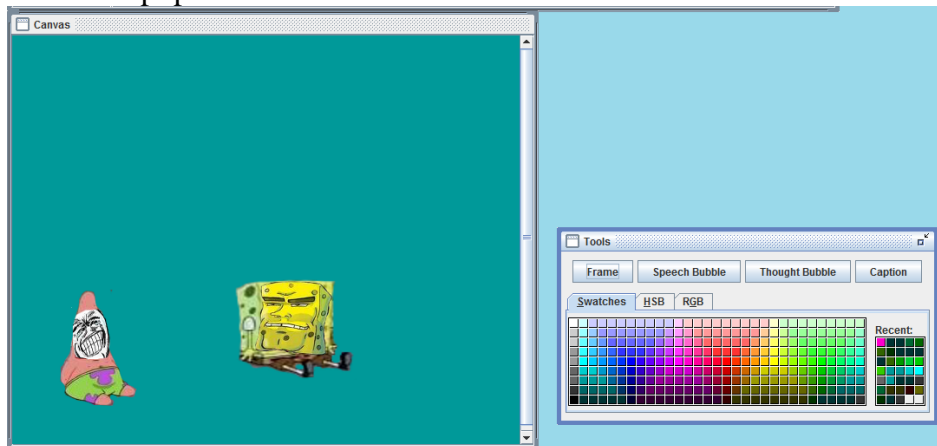 Canvas
Tools
Frame Speech Bubble Thought Bubble Caption
Swatches HSB RGB
Recent: